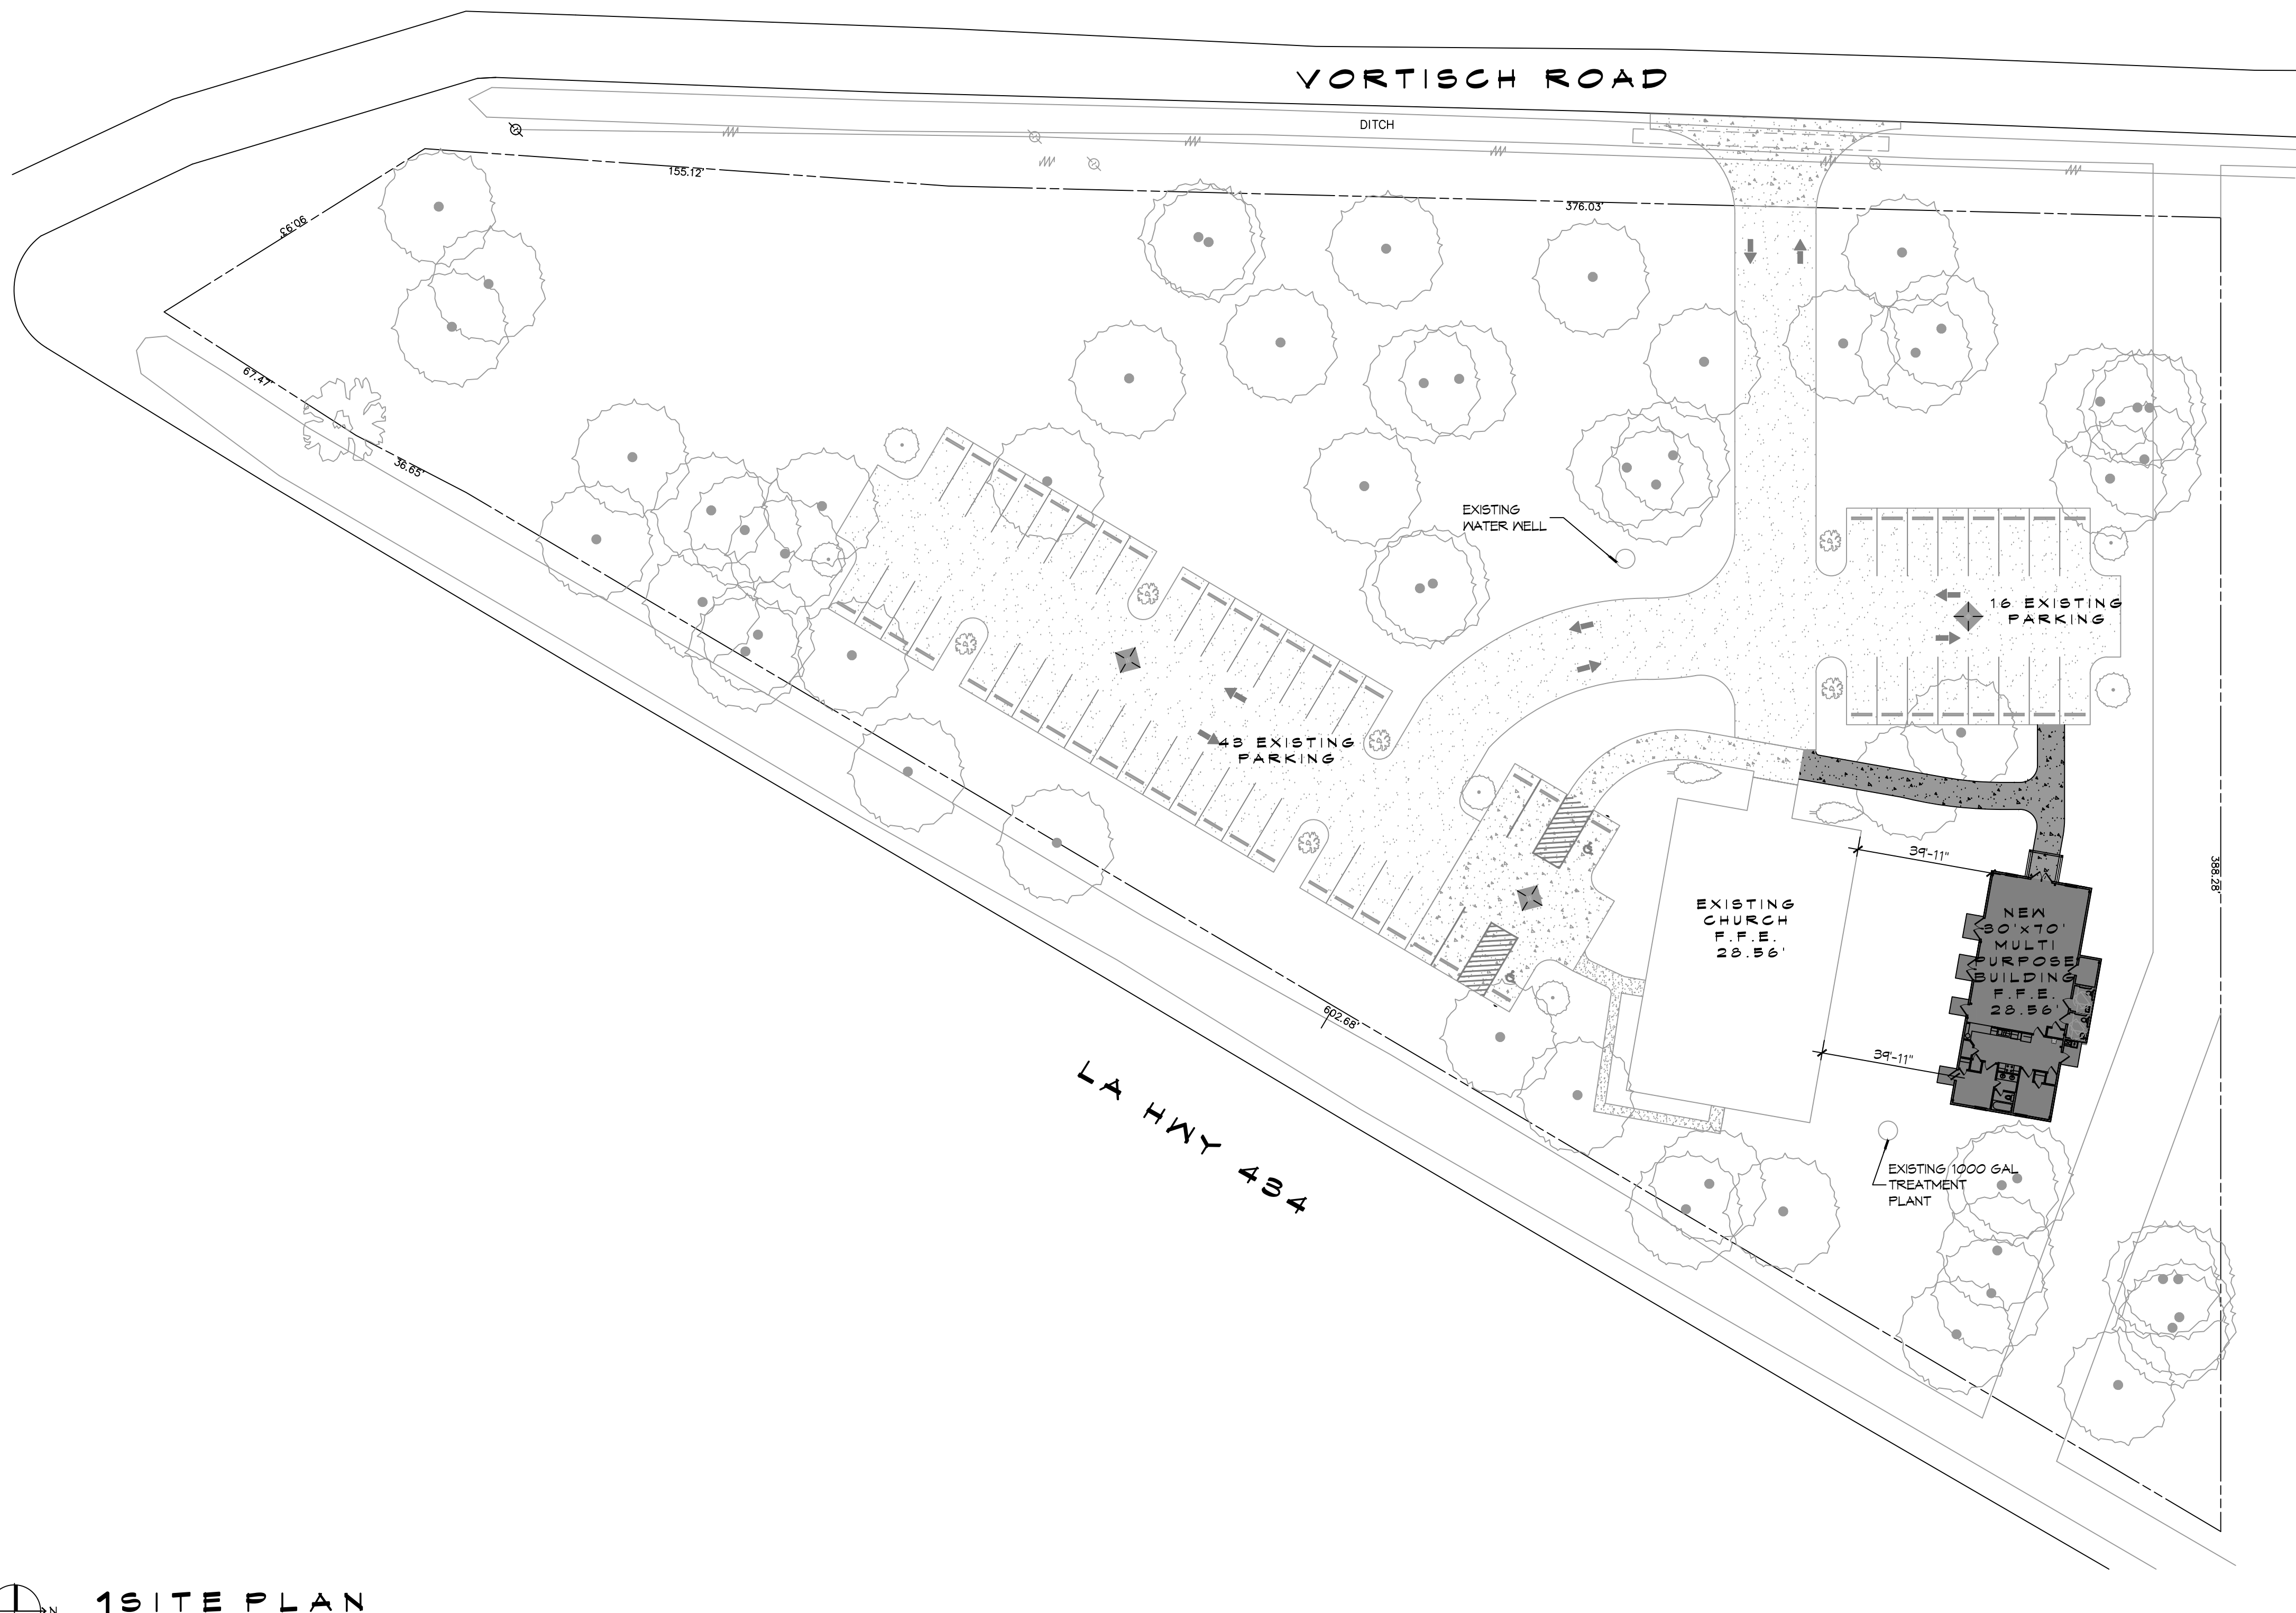 VORTISCH ROAD
DITCH
155.12'
376.03'
90.93'
67.47'
36.65'
EXISTING
WATER WELL
16 EXISTING
PARKING
43 EXISTING
PARKING
39'-11"
388.28'
EXISTING
CHURCH
F.F.E.
28.56'
NEW
30'x70'
MULTI
PURPOSE
BUILDING
F.F.E.
28.56'
602.68'
39'-11"
LA HWY 434
EXISTING 1000 GAL
TREATMENT
PLANT
N
1 SITE PLAN